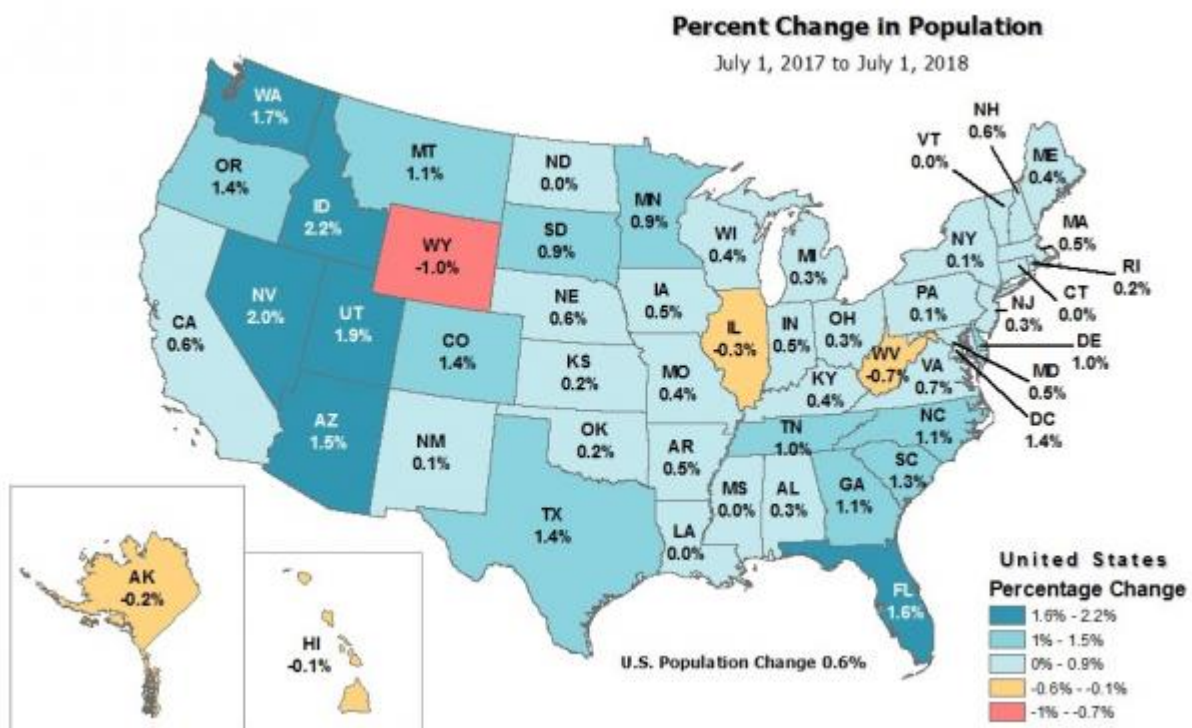 Percent Change in Population
July 1, 2017 to July 1, 2018
WA
1.7%
OR
1.4%
MT
1.1%
ID
2.2%
WY
-1.0%
NV
2.0%
UT
1.9%
CA
0.6%
CO
1.4%
AZ
1.5%
NM
0.1%
ND
0.0%
SD
0.9%
NE
0.6%
KS
0.2%
OK
0.2%
TX
1.4%
MN
0.9%
IA
0.5%
MO
0.4%
AR
0.5%
LA
0.0%
WI
0.4%
MI
0.3%
IL
-0.3%
IN
0.5%
OH
0.3%
KY
0.4%
TN
1.0%
MS
0.0%
AL
0.3%
GA
1.1%
FL
1.6%
SC
1.3%
NC
1.1%
VA
0.7%
WV
-0.7%
PA
0.1%
NY
0.1%
VT
0.0%
NH
0.6%
ME
0.4%
MA
0.5%
RI
0.2%
CT
0.0%
NJ
0.3%
DE
1.0%
MD
0.5%
DC
1.4%
AK
-0.2%
HI
-0.1%
U.S. Population Change 0.6%
United States
Percentage Change
1.6% - 2.2%
1% - 1.5%
0% - 0.9%
-0.6% - -0.1%
-1% - -0.7%